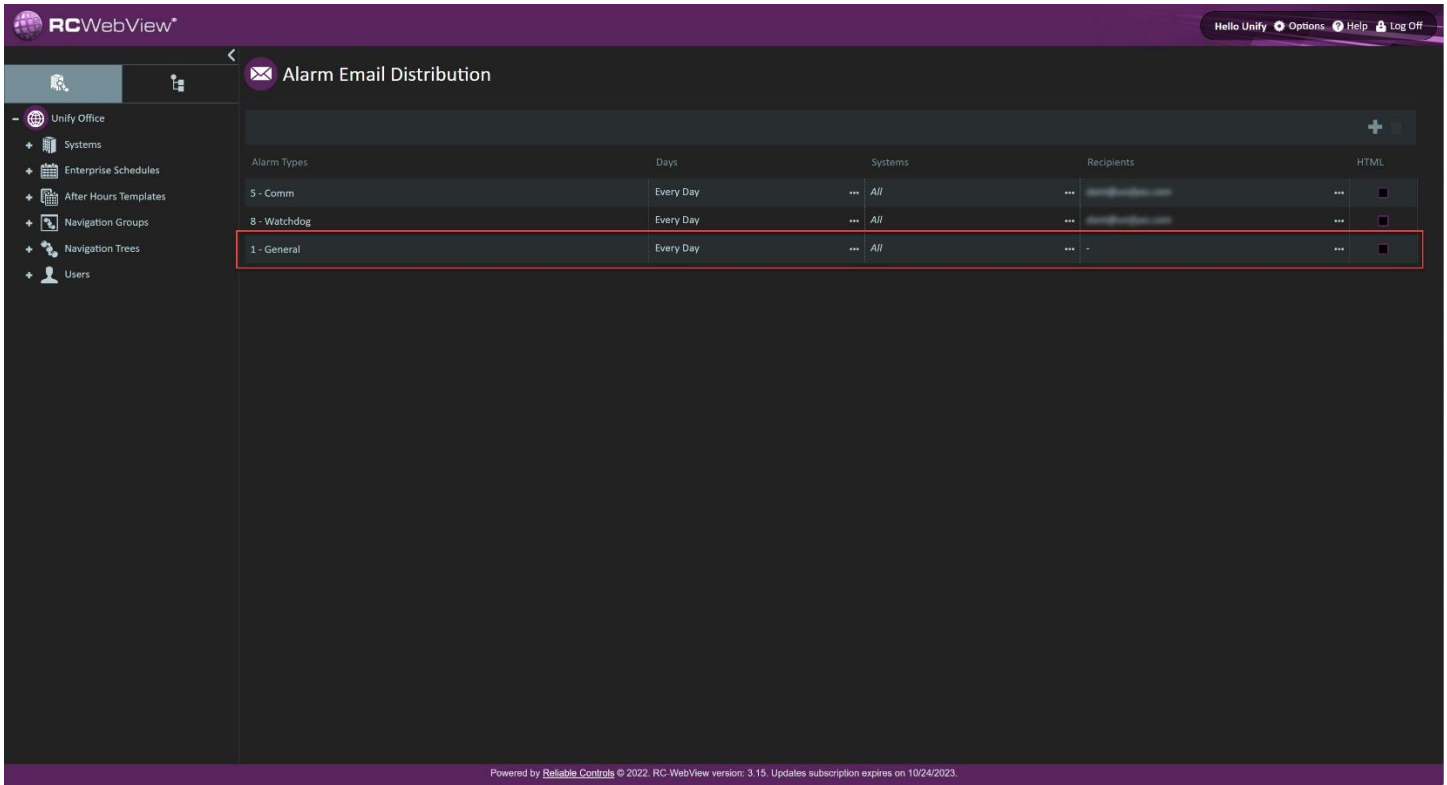 RCWebView®
Hello Unify Options Help Log Off
Alarm Email Distribution
Unify Office
Systems
Enterprise Schedules
After Hours Templates
Navigation Groups
Navigation Trees
Users
Alarm Types Days Systems Recipients HTML
5 - Comm Every Day ... All ... ...
8 - Watchdog Every Day ... All ... ...
1 - General Every Day ... All ... - ...
Powered by Reliable Controls © 2022. RC-WebView version: 3.15. Updates subscription expires on 10/24/2023.